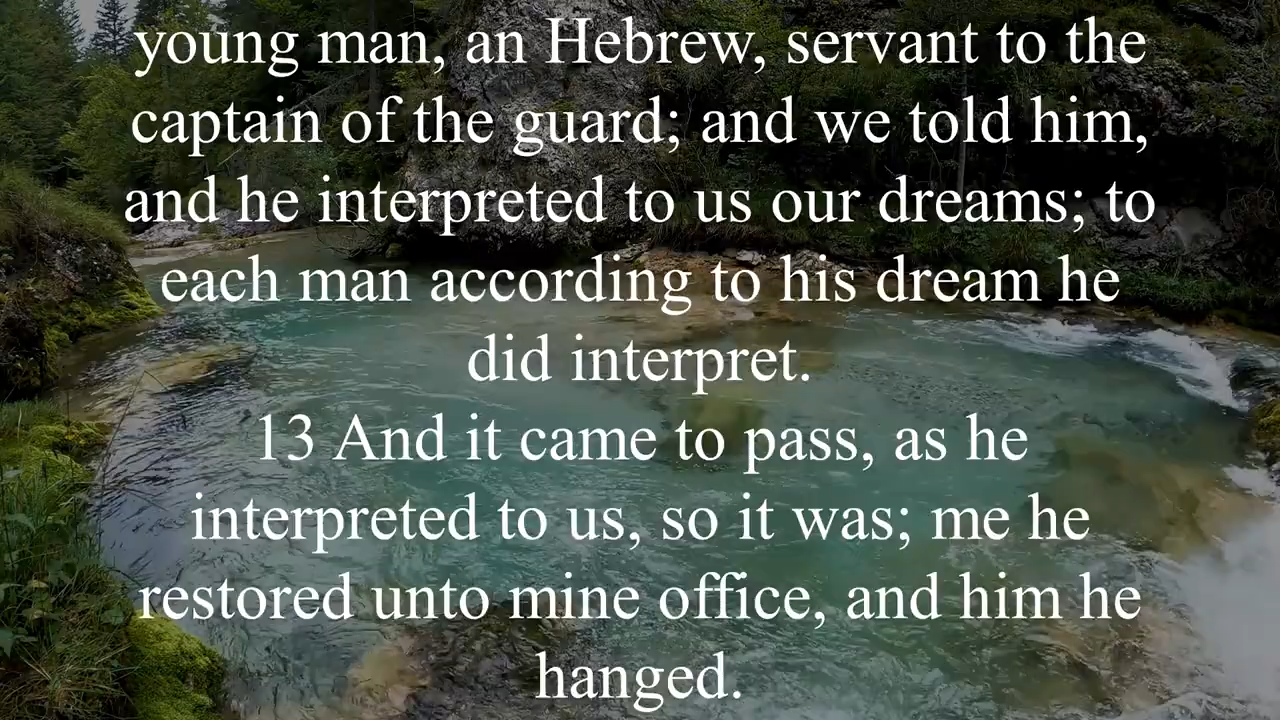 young man, an Hebrew, servant to the
captain of the guard; and we told him,
and he interpreted to us our dreams; to
each man according to his dream he
did interpret.
13 And it came to pass, as he
interpreted to us, so it was; me he
restored unto mine office, and him he
hanged.